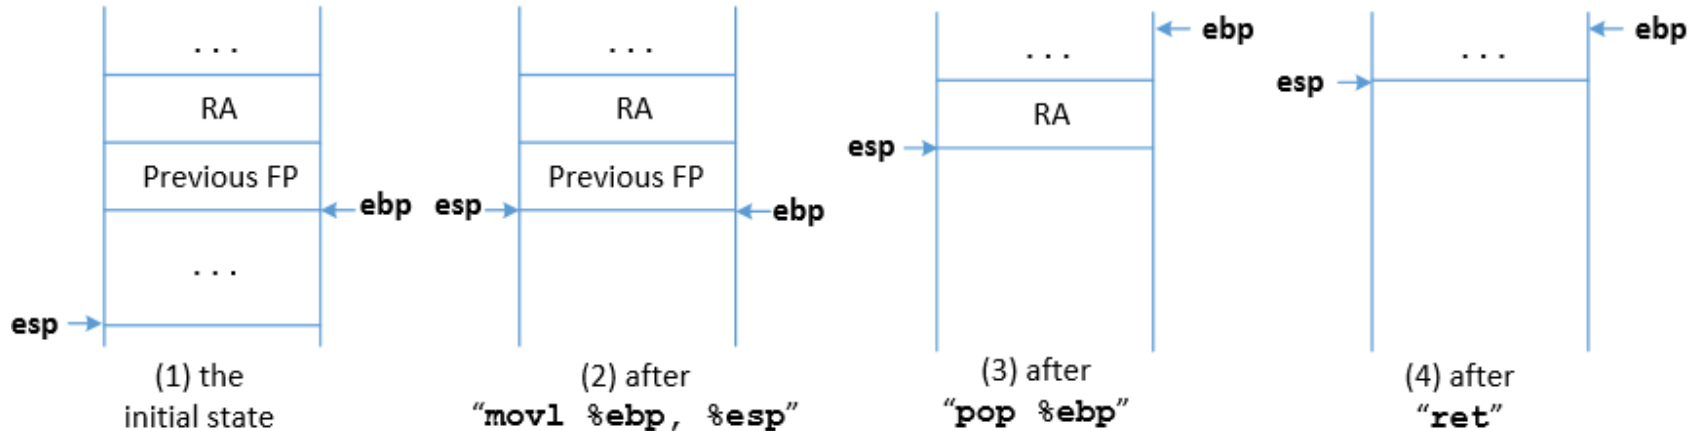 . . .
RA
Previous FP
ebp
. . .
esp
(1) the
initial state
. . .
RA
Previous FP
esp
ebp
(2) after
“movl %ebp, %esp”
ebp
. . .
RA
esp
(3) after
“pop %ebp”
ebp
. . .
esp
(4) after
“ret”